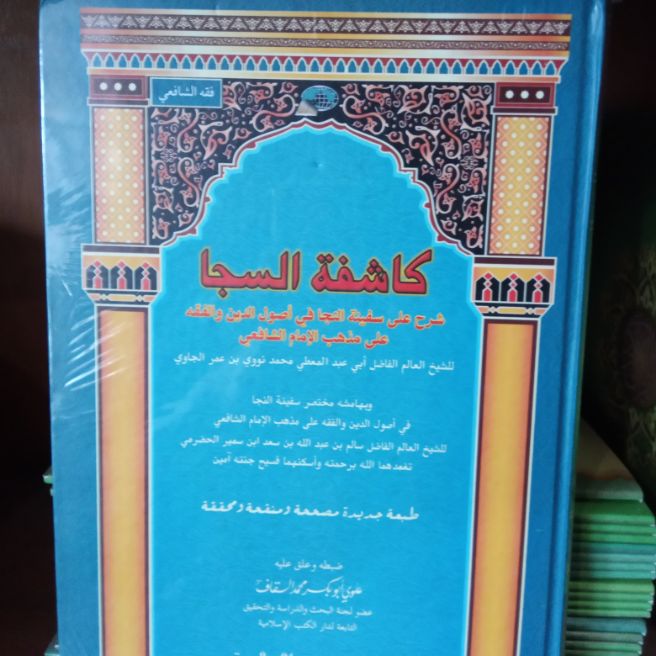 فقه الشافعي
كاشفة السجا
شرح على سفينة النجا في أصول الدين والفقه
على مذهب الإمام الشافعي
للشيخ العالم الفاضل أبي عبد المعطي محمد نووي بن عمر الجاوي
وبهامشه مختصر سفينة النجا
في أصول الدين والفقه على مذهب الإمام الشافعي
للشيخ العالم الفاضل سالم بن عبد الله بن سعد ابن سمير الحضرمي
تغمدهما الله برحمته وأسكنهما فسيح جنته آمين
طبعة جديدة مصححة ومنقحة ومحققة
ضبطه وعلق عليه
علوي أبو بكر محمد السقاف
عضو لجنة البحث والدراسة والتحقيق
التابعة لدار الكتب الإسلامية